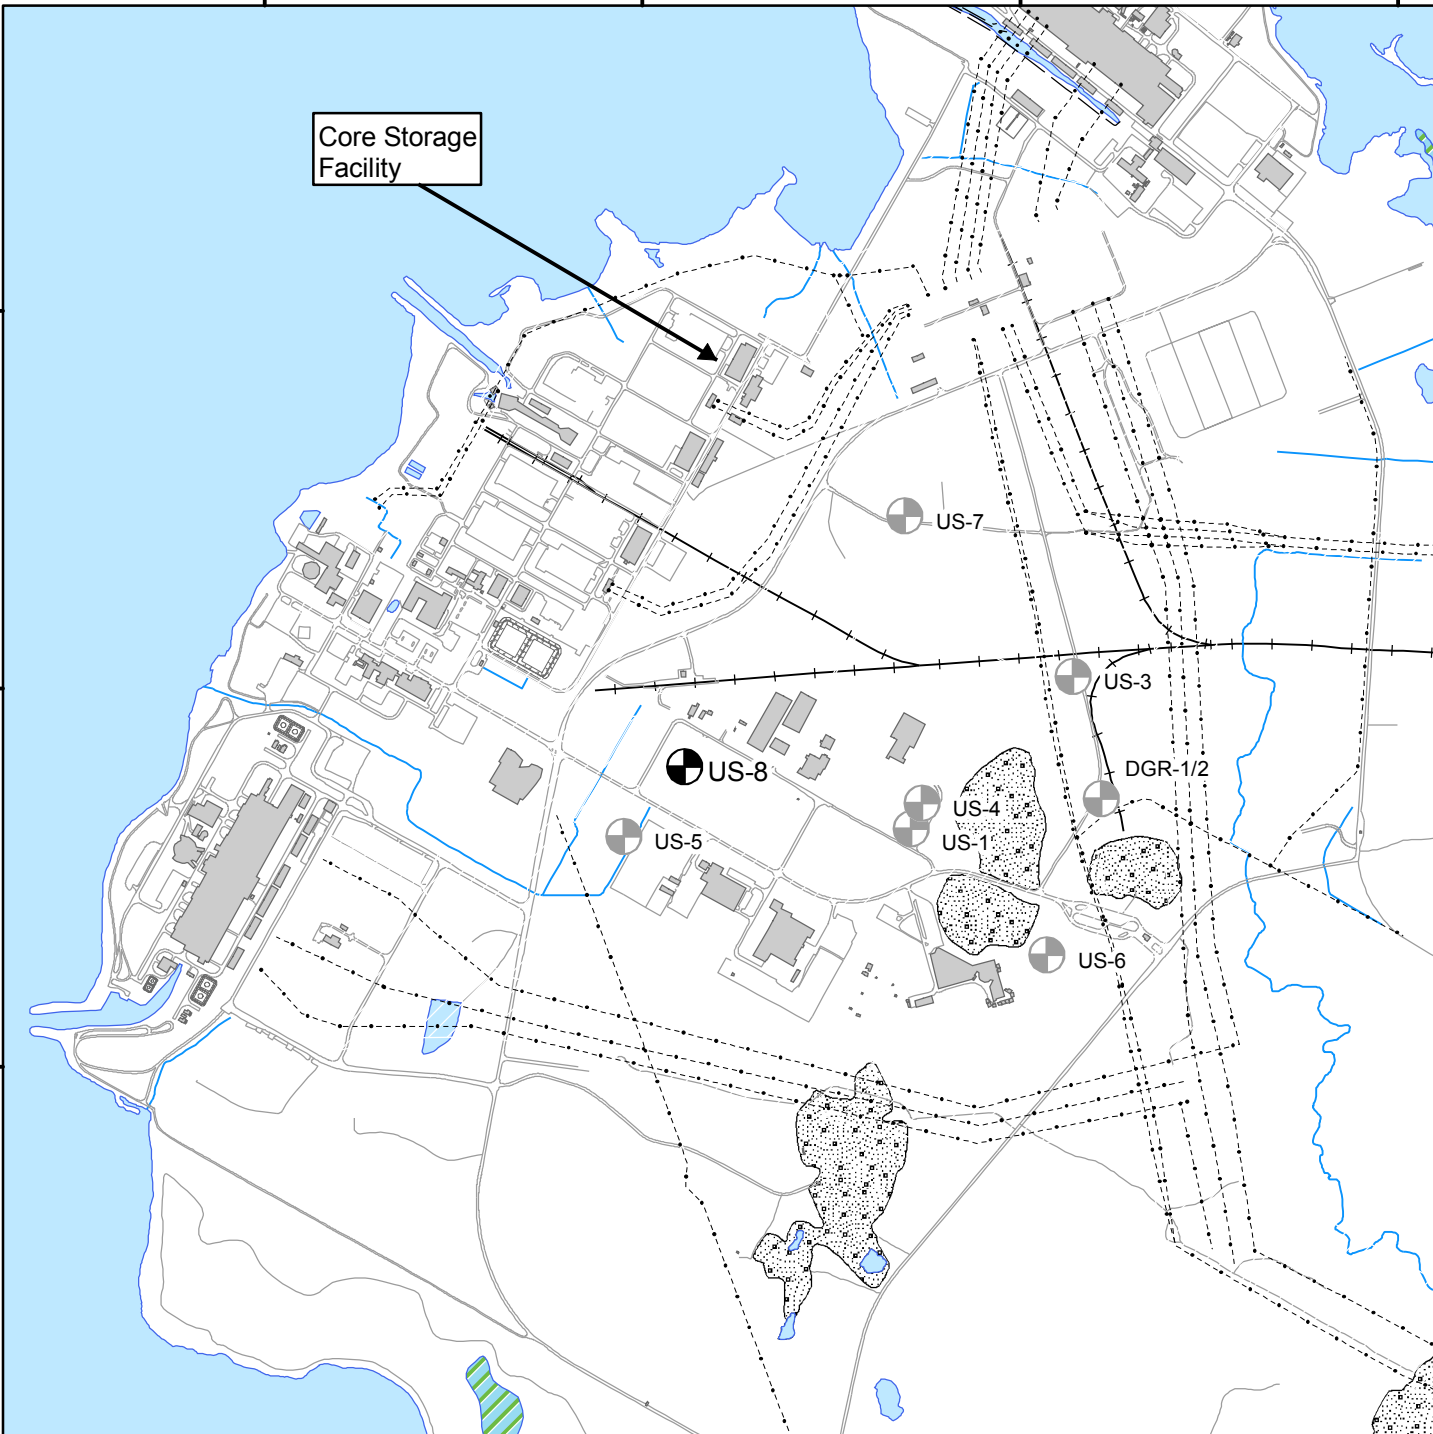 Core Storage
Facility
US-7
US-3
DGR-1/2
US-8
US-4
US-1
US-5
US-6